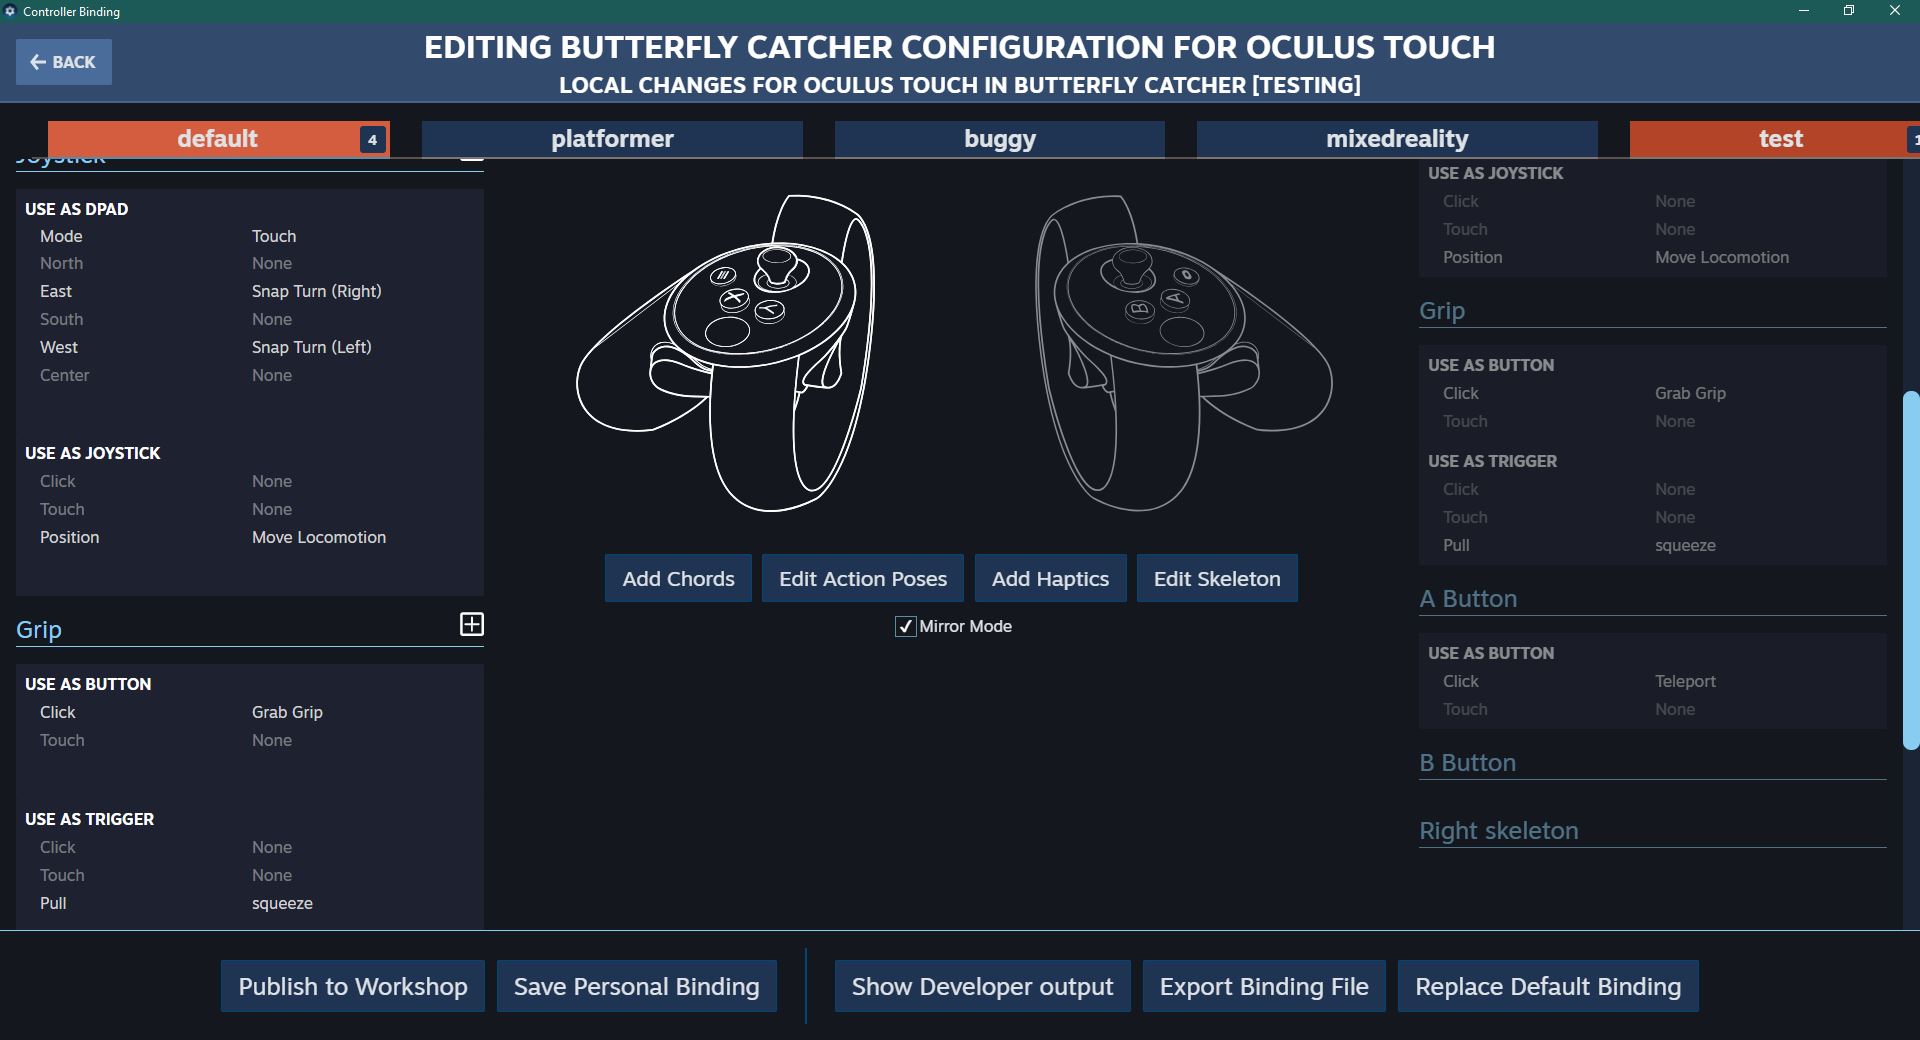 Controller Binding
BACK
EDITING BUTTERFLY CATCHER CONFIGURATION FOR OCULUS TOUCH
LOCAL CHANGES FOR OCULUS TOUCH IN BUTTERFLY CATCHER [TESTING]
default 4
platformer
buggy
mixedreality
test 1
Joystick
USE AS DPAD
Mode Touch
North None
East Snap Turn (Right)
South None
West Snap Turn (Left)
Center None
USE AS JOYSTICK
Click None
Touch None
Position Move Locomotion
Grip
USE AS BUTTON
Click Grab Grip
Touch None
USE AS TRIGGER
Click None
Touch None
Pull squeeze
X
Y
A
B
Add Chords
Edit Action Poses
Add Haptics
Edit Skeleton
Mirror Mode
USE AS JOYSTICK
Click None
Touch None
Position Move Locomotion
Grip
USE AS BUTTON
Click Grab Grip
Touch None
USE AS TRIGGER
Click None
Touch None
Pull squeeze
A Button
USE AS BUTTON
Click Teleport
Touch None
B Button
Right skeleton
Publish to Workshop
Save Personal Binding
Show Developer output
Export Binding File
Replace Default Binding